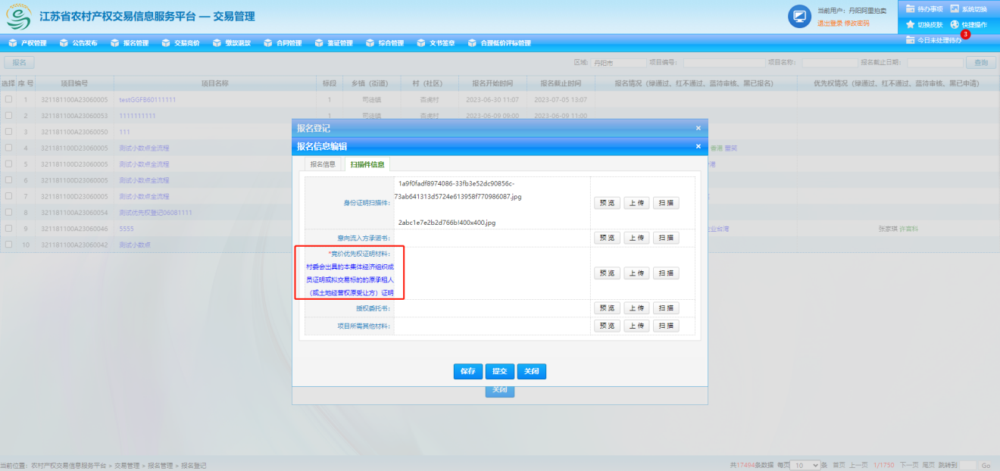 江苏省农村产权交易信息服务平台 — 交易管理
当前用户：丹阳阿里拍卖
退出登录 修改密码
待办事项 系统切换
切换皮肤 快捷操作
3
今日未处理待办
产权管理 公告发布 报名管理 交易竞价 缴款退款 合同管理 鉴证管理 综合管理 网文签章 合理低价评标管理
报名
区域: 丹阳市 项目编号: 项目名称: 报名截止日期: 查询
选择 序号 项目编号 项目名称 标段 乡镇（街道） 村（社区） 报名开始时间 报名截止时间 报名情况（绿通过、红不通过、蓝待审核、黑已报名） 优先权情况（绿通过、红不通过、蓝待审核、黑已申请）
1 321181100A23060005 testGGFB60111111 1 司徒镇 杏虎村 2023-06-30 11:07 2023-07-05 13:07
2 321181100A23060053 1111111111 1 司徒镇 杏虎村 2023-06-09 09:00 2023-06-09 11:00
3 321181100A23060050 111
4 321181100D23060005 测试小数点全流程 香港 董笑
5 321181100D23060005 测试小数点全流程 港
6 321181100D23060005 测试小数点全流程
7 321181100D23060005 测试小数点全流程
8 321181100A23060054 测试优先权登记06081111
9 321181100A23060046 5555 企业台湾 张家琪 许富科
10 321181100A23060042 测试小数点
报名登记 ×
报名信息编辑 ×
报名信息 扫描件信息
身份证明扫描件:
1a9f0fadf8974086-33fb3e52dc90856c-
73ab641313d5724e613958f770986087.jpg
2abc1e7e2b2d766b!400x400.jpg
预览 上传 扫描
意向流入方承诺书: 预览 上传 扫描
*竞价优先权证明材料:
村委会出具的本集体经济组织成
员证明或拟交易标的的原承租人
（或土地经营权原受让方）证明
预览 上传 扫描
授权委托书: 预览 上传 扫描
项目所需其他材料: 预览 上传 扫描
保存 提交 关闭
关闭
当前位置: 农村产权交易信息服务平台 > 交易管理 > 报名管理 > 报名登记
共17494条数据 每页 10 条 首页 上一页 1/1750 下一页 尾页 跳转到 Go